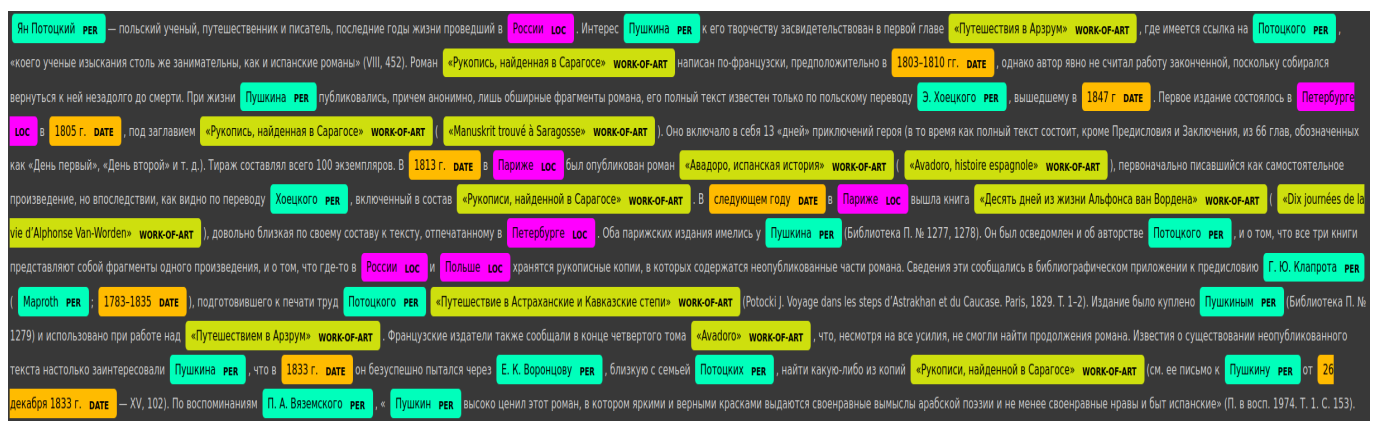 Ян Потоцкий PER — польский ученый, путешественник и писатель, последние годы жизни проведший в России LOC . Интерес Пушкина PER к его творчеству засвидетельствован в первой главе «Путешествия в Арзрум» WORK-OF-ART , где имеется ссылка на Потоцкого PER ,
«коего ученые изыскания столь же занимательны, как и испанские романы» (VIII, 452). Роман «Рукопись, найденная в Сарагосе» WORK-OF-ART написан по-французски, предположительно в 1803–1810 гг. DATE , однако автор явно не считал работу законченной, поскольку собирался
вернуться к ней незадолго до смерти. При жизни Пушкина PER публиковались, причем анонимно, лишь обширные фрагменты романа, его полный текст известен только по польскому переводу Э. Хоецкого PER , вышедшему в 1847 г DATE . Первое издание состоялось в Петербурге
LOC в 1805 г. DATE , под заглавием «Рукопись, найденная в Сарагосе» WORK-OF-ART ( «Manuskrit trouvé à Saragosse» WORK-OF-ART ). Оно включало в себя 13 «дней» приключений героя (в то время как полный текст состоит, кроме Предисловия и Заключения, из 66 глав, обозначенных
как «День первый», «День второй» и т. д.). Тираж составлял всего 100 экземпляров. В 1813 г. DATE в Париже LOC был опубликован роман «Авадоро, испанская история» WORK-OF-ART ( «Avadoro, histoire espagnole» WORK-OF-ART ), первоначально писавшийся как самостоятельное
произведение, но впоследствии, как видно по переводу Хоецкого PER , включенный в состав «Рукописи, найденной в Сарагосе» WORK-OF-ART . В следующем году DATE в Париже LOC вышла книга «Десять дней из жизни Альфонса ван Вордена» WORK-OF-ART ( «Dix journées de la
vie d’Alphonse Van-Worden» WORK-OF-ART ), довольно близкая по своему составу к тексту, отпечатанному в Петербурге LOC . Оба парижских издания имелись у Пушкина PER (Библиотека П. № 1277, 1278). Он был осведомлен и об авторстве Потоцкого PER , и о том, что все три книги
представляют собой фрагменты одного произведения, и о том, что где-то в России LOC и Польше LOC хранятся рукописные копии, в которых содержатся неопубликованные части романа. Сведения эти сообщались в библиографическом приложении к предисловию Г. Ю. Клапрота PER
( Maproth PER ; 1783–1835 DATE ), подготовившего к печати труд Потоцкого PER «Путешествие в Астраханские и Кавказские степи» WORK-OF-ART (Potocki J. Voyage dans les steps d’Astrakhan et du Caucase. Paris, 1829. T. 1–2). Издание было куплено Пушкиным PER (Библиотека П. №
1279) и использовано при работе над «Путешествием в Арзрум» WORK-OF-ART . Французские издатели также сообщали в конце четвертого тома «Avadoro» WORK-OF-ART , что, несмотря на все усилия, не смогли найти продолжения романа. Известия о существовании неопубликованного
текста настолько заинтересовали Пушкина PER , что в 1833 г. DATE он безуспешно пытался через Е. К. Воронцову PER , близкую с семьей Потоцких PER , найти какую-либо из копий «Рукописи, найденной в Сарагосе» WORK-OF-ART (см. ее письмо к Пушкину PER от 26
декабря 1833 г. DATE — XV, 102). По воспоминаниям П. А. Вяземского PER , « Пушкин PER высоко ценил этот роман, в котором яркими и верными красками выдаются своенравные вымыслы арабской поэзии и не менее своенравные нравы и быт испанские» (П. в восп. 1974. Т. 1. С. 153).